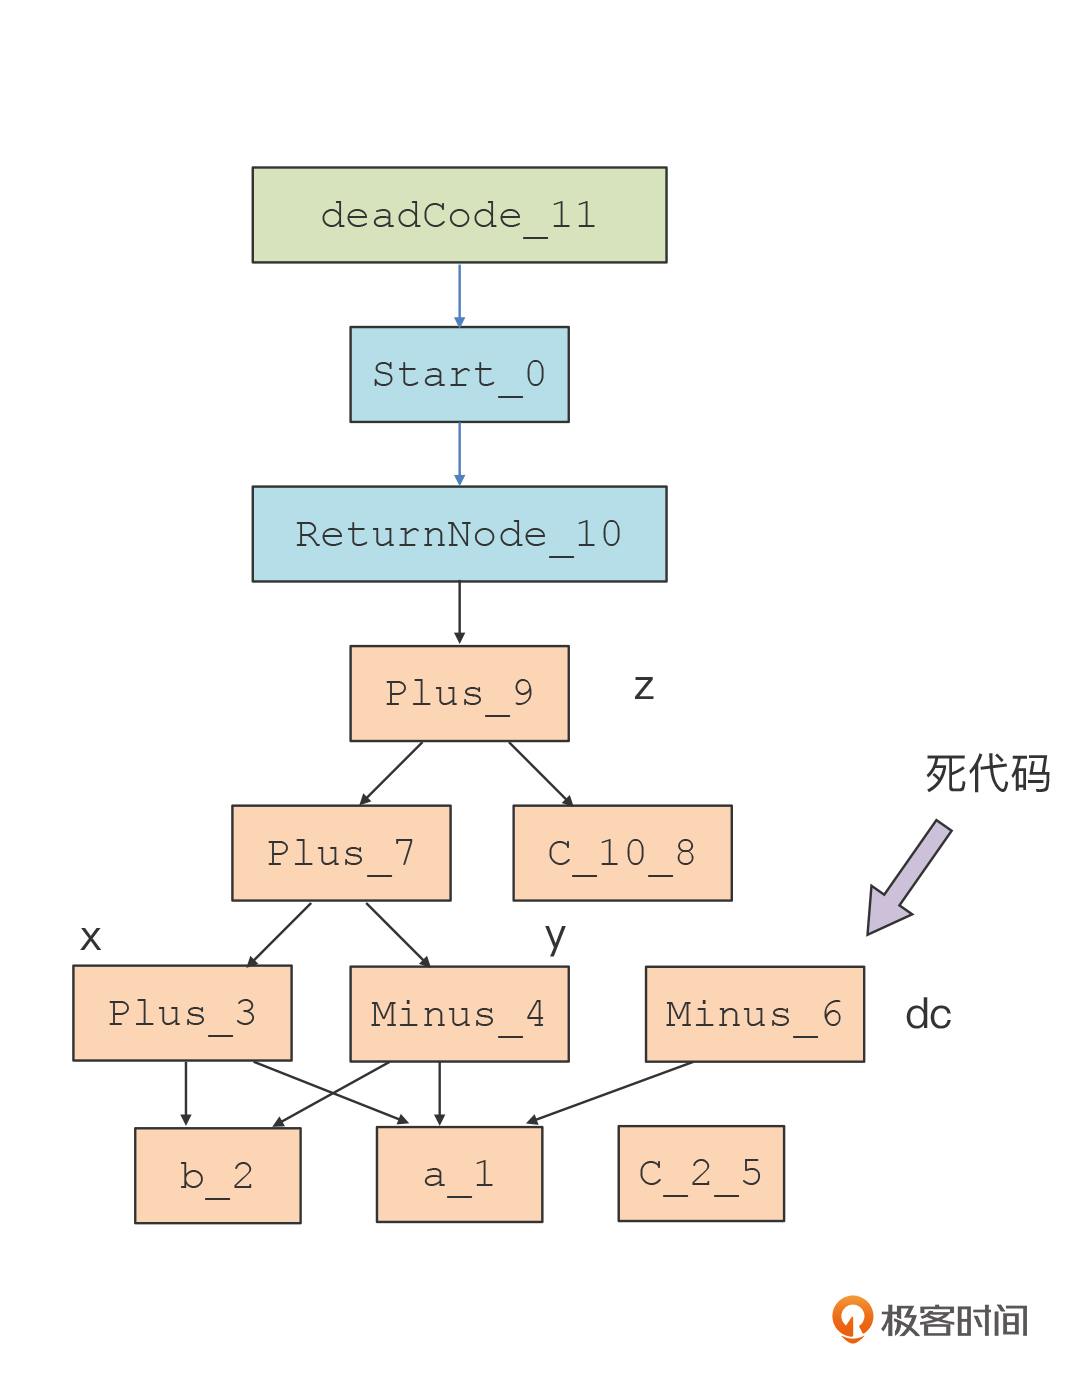 deadCode_11
Start_0
ReturnNode_10
Plus_9
z
死代码
Plus_7
C_10_8
x
y
Plus_3
Minus_4
Minus_6
dc
b_2
a_1
C_2_5
极客时间